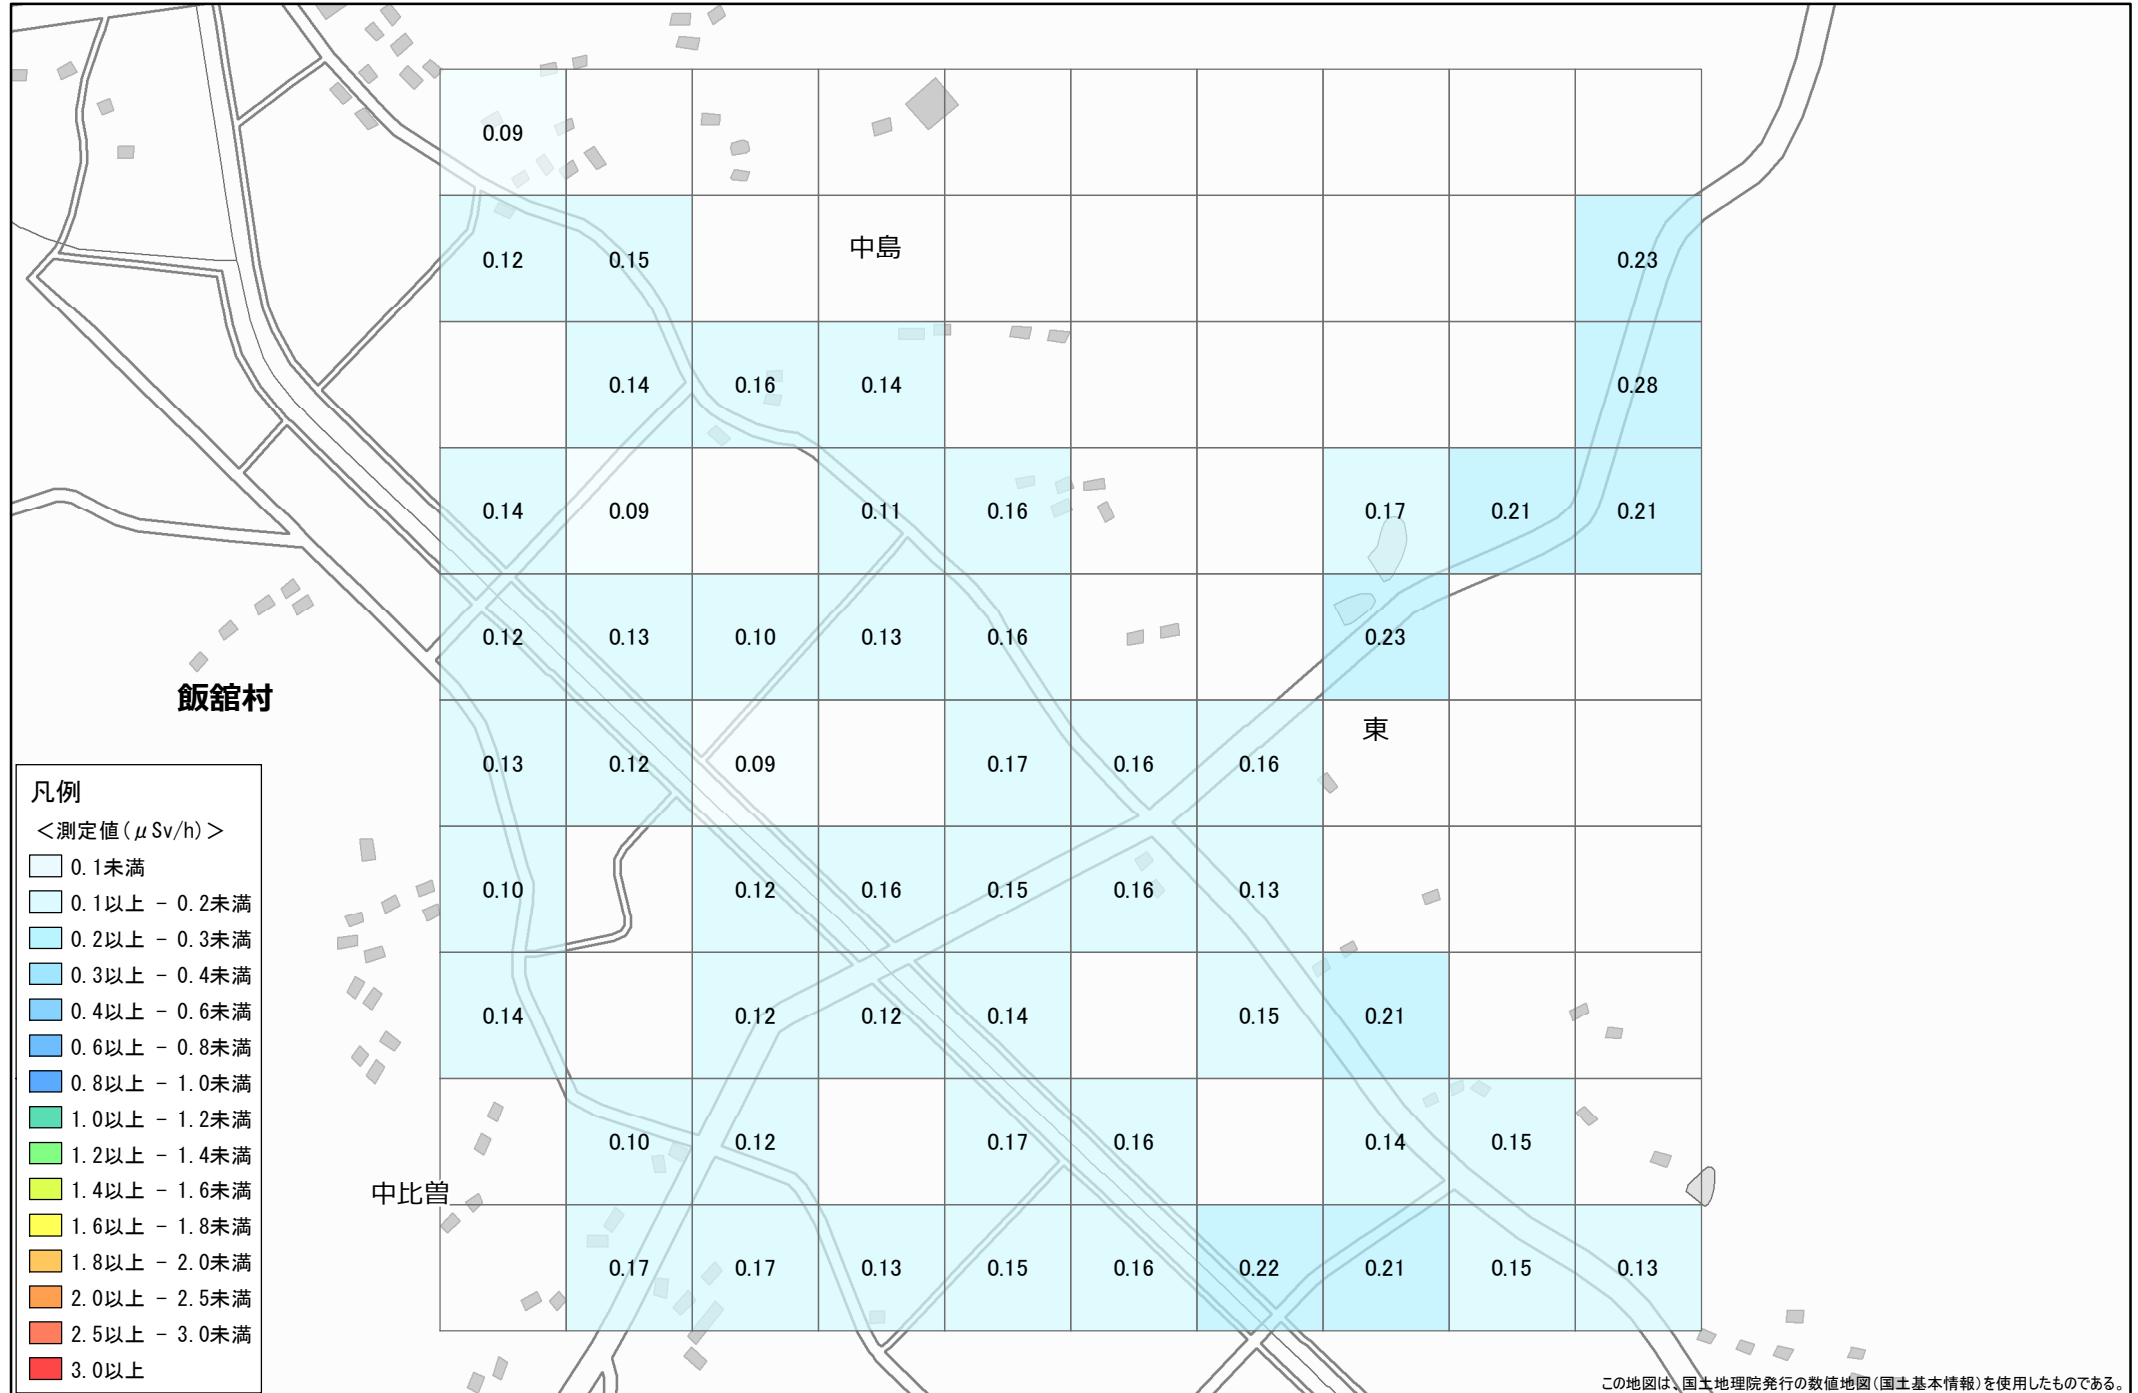 0.09
0.12 0.15 中島 0.23
0.14 0.16 0.14 0.28
0.14 0.09 0.11 0.16 0.17 0.21 0.21
0.12 0.13 0.10 0.13 0.16 0.23
飯舘村
東
0.13 0.12 0.09 0.17 0.16 0.16
0.10 0.12 0.16 0.15 0.16 0.13
0.14 0.12 0.12 0.14 0.15 0.21
0.10 0.12 0.17 0.16 0.14 0.15
中比曽
0.17 0.17 0.13 0.15 0.16 0.22 0.21 0.15 0.13
凡例
＜測定値(μSv/h)＞
0.1未満
0.1以上 - 0.2未満
0.2以上 - 0.3未満
0.3以上 - 0.4未満
0.4以上 - 0.6未満
0.6以上 - 0.8未満
0.8以上 - 1.0未満
1.0以上 - 1.2未満
1.2以上 - 1.4未満
1.4以上 - 1.6未満
1.6以上 - 1.8未満
1.8以上 - 2.0未満
2.0以上 - 2.5未満
2.5以上 - 3.0未満
3.0以上
この地図は、国土地理院発行の数値地図(国土基本情報)を使用したものである。